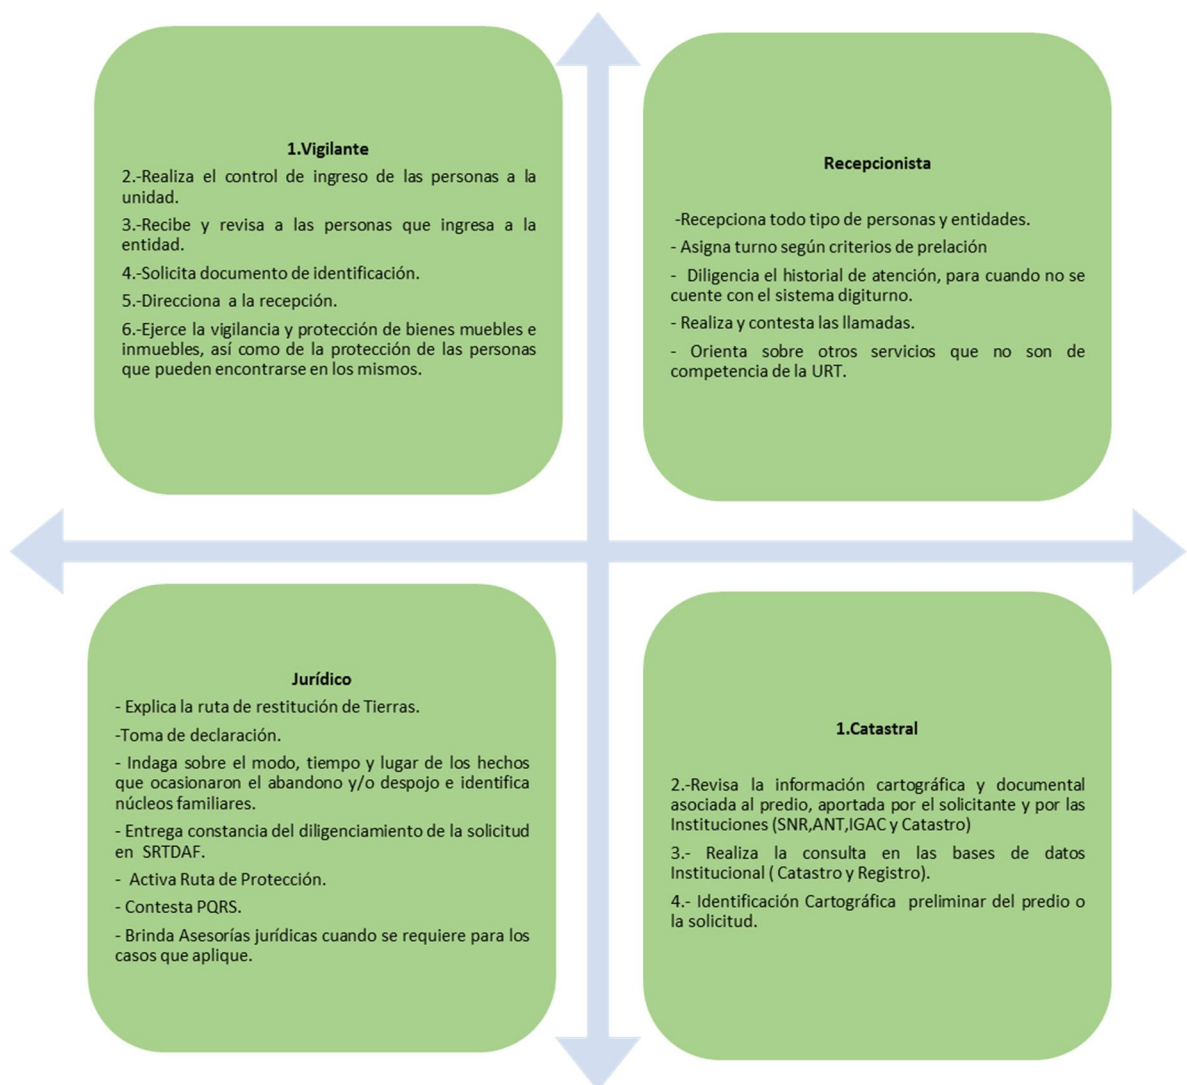 1.Vigilante
2.-Realiza el control de ingreso de las personas a la
unidad.
3.-Recibe y revisa a las personas que ingresa a la
entidad.
4.-Solicita documento de identificación.
5.-Direcciona a la recepción.
6.-Ejerce la vigilancia y protección de bienes muebles e
inmuebles, así como de la protección de las personas
que pueden encontrarse en los mismos.
Recepcionista
-Recepciona todo tipo de personas y entidades.
- Asigna turno según criterios de prelación
- Diligencia el historial de atención, para cuando no se
cuente con el sistema digiturno.
- Realiza y contesta las llamadas.
- Orienta sobre otros servicios que no son de
competencia de la URT.
Jurídico
- Explica la ruta de restitución de Tierras.
-Toma de declaración.
- Indaga sobre el modo, tiempo y lugar de los hechos
que ocasionaron el abandono y/o despojo e identifica
núcleos familiares.
- Entrega constancia del diligenciamiento de la solicitud
en SRTDAF.
- Activa Ruta de Protección.
- Contesta PQRS.
- Brinda Asesorías jurídicas cuando se requiere para los
casos que aplique.
1.Catastral
2.-Revisa la información cartográfica y documental
asociada al predio, aportada por el solicitante y por las
Instituciones (SNR,ANT,IGAC y Catastro)
3.- Realiza la consulta en las bases de datos
Institucional ( Catastro y Registro).
4.- Identificación Cartográfica preliminar del predio o
la solicitud.